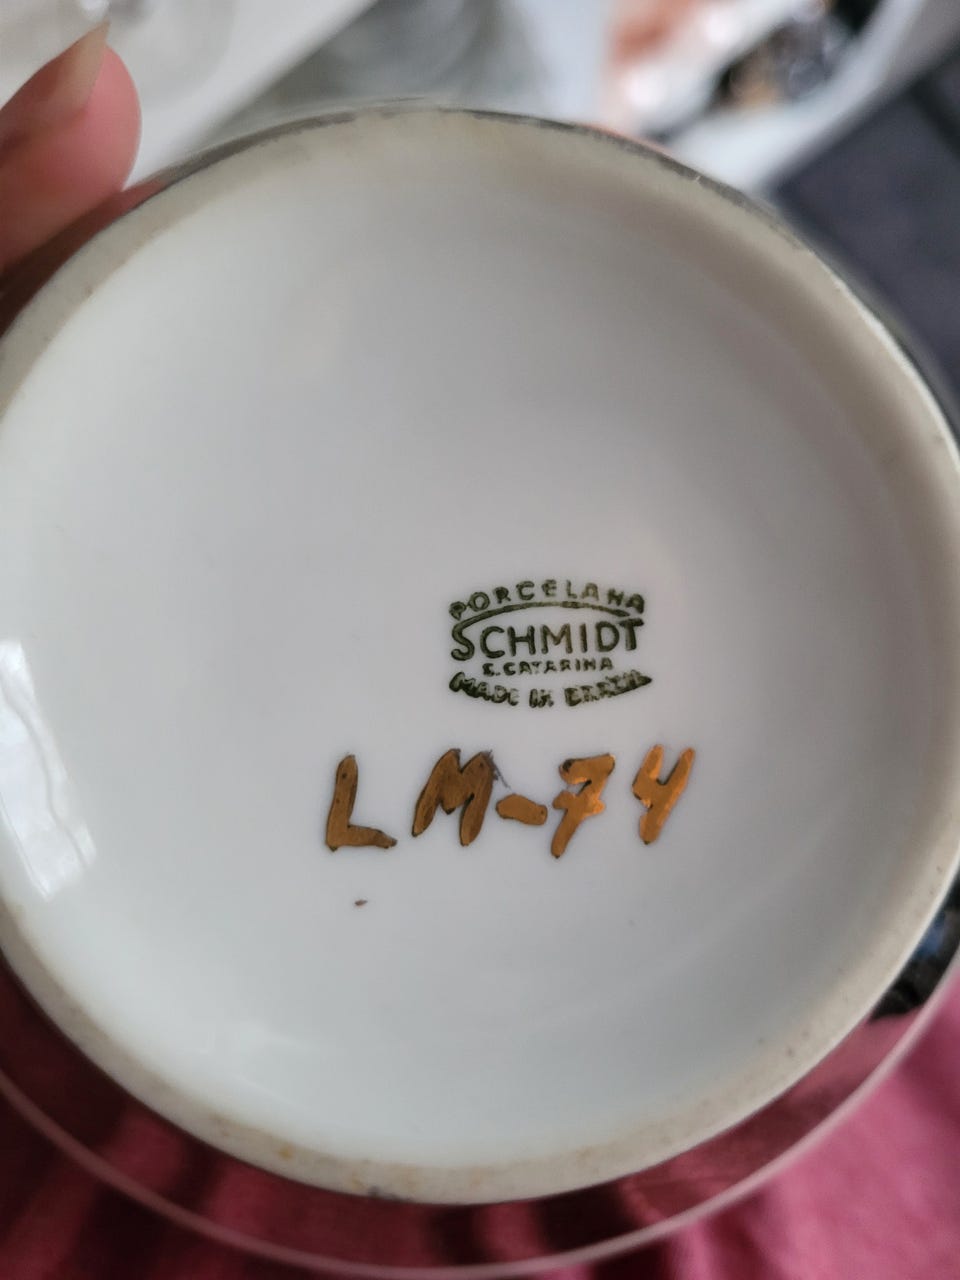 PORCELANA
SCHMIDT
S.CATARINA
MADE IN BRAZIL
LM-74